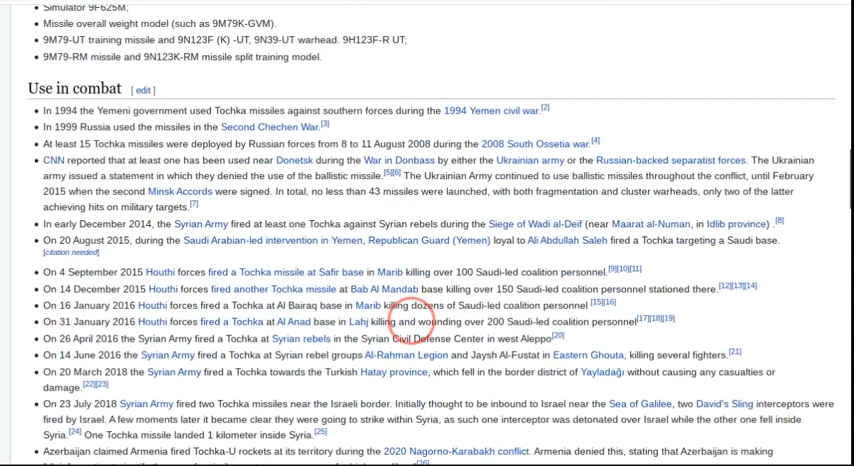 Simulator 9F625M;
Missile overall weight model (such as 9M79K-GVM).
9M79-UT training missile and 9N123F (K) -UT, 9N39-UT warhead. 9H123F-R UT;
9M79-RM missile and 9N123K-RM missile split training model.
Use in combat [ edit ]
In 1994 the Yemeni government used Tochka missiles against southern forces during the 1994 Yemen civil war.[2]
In 1999 Russia used the missiles in the Second Chechen War.[3]
At least 15 Tochka missiles were deployed by Russian forces from 8 to 11 August 2008 during the 2008 South Ossetia war.[4]
CNN reported that at least one has been used near Donetsk during the War in Donbass by either the Ukrainian army or the Russian-backed separatist forces. The Ukrainian
army issued a statement in which they denied the use of the ballistic missile.[5][6] The Ukrainian Army continued to use ballistic missiles throughout the conflict, until February
2015 when the second Minsk Accords were signed. In total, no less than 43 missiles were launched, with both fragmentation and cluster warheads, only two of the latter
achieving hits on military targets.[7]
In early December 2014, the Syrian Army fired at least one Tochka against Syrian rebels during the Siege of Wadi al-Deif (near Maarat al-Numan, in Idlib province) .[8]
On 20 August 2015, during the Saudi Arabian-led intervention in Yemen, Republican Guard (Yemen) loyal to Ali Abdullah Saleh fired a Tochka targeting a Saudi base.
[citation needed]
On 4 September 2015 Houthi forces fired a Tochka missile at Safir base in Marib killing over 100 Saudi-led coalition personnel.[9][10][11]
On 14 December 2015 Houthi forces fired another Tochka missile at Bab Al Mandab base killing over 150 Saudi-led personnel stationed there.[12][13][14]
On 16 January 2016 Houthi forces fired a Tochka at Al Bairaq base in Marib killing dozens of Saudi-led coalition personnel [15][16]
On 31 January 2016 Houthi forces fired a Tochka at Al Anad base in Lahj killing and wounding over 200 Saudi-led coalition personnel[17][18][19]
On 26 April 2016 the Syrian Army fired a Tochka at Syrian rebels in the Syrian Civil Defense Center in west Aleppo[20]
On 14 June 2016 the Syrian Army fired a Tochka at Syrian rebel groups Al-Rahman Legion and Jaysh Al-Fustat in Eastern Ghouta, killing several fighters.[21]
On 20 March 2018 the Syrian Army fired a Tochka towards the Turkish Hatay province, which fell in the border district of Yayladağı without causing any casualties or
damage.[22][23]
On 23 July 2018 Syrian Army fired two Tochka missiles near the Israeli border. Initially thought to be inbound to Israel near the Sea of Galilee, two David's Sling interceptors were
fired by Israel. A few moments later it became clear they were going to strike within Syria, as such one interceptor was detonated over Israel while the other one fell inside
Syria.[24] One Tochka missile landed 1 kilometer inside Syria.[25]
Azerbaijan claimed Armenia fired Tochka-U rockets at its territory during the 2020 Nagorno-Karabakh conflict. Armenia denied this, stating that Azerbaijan is making
[26]